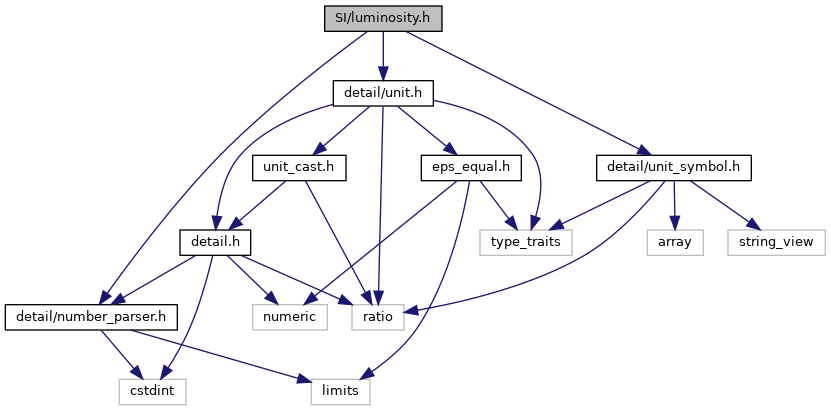 SI/luminosity.h
detail/unit.h
unit_cast.h
eps_equal.h
detail/unit_symbol.h
detail.h
type_traits
array
string_view
detail/number_parser.h
numeric
ratio
cstdint
limits